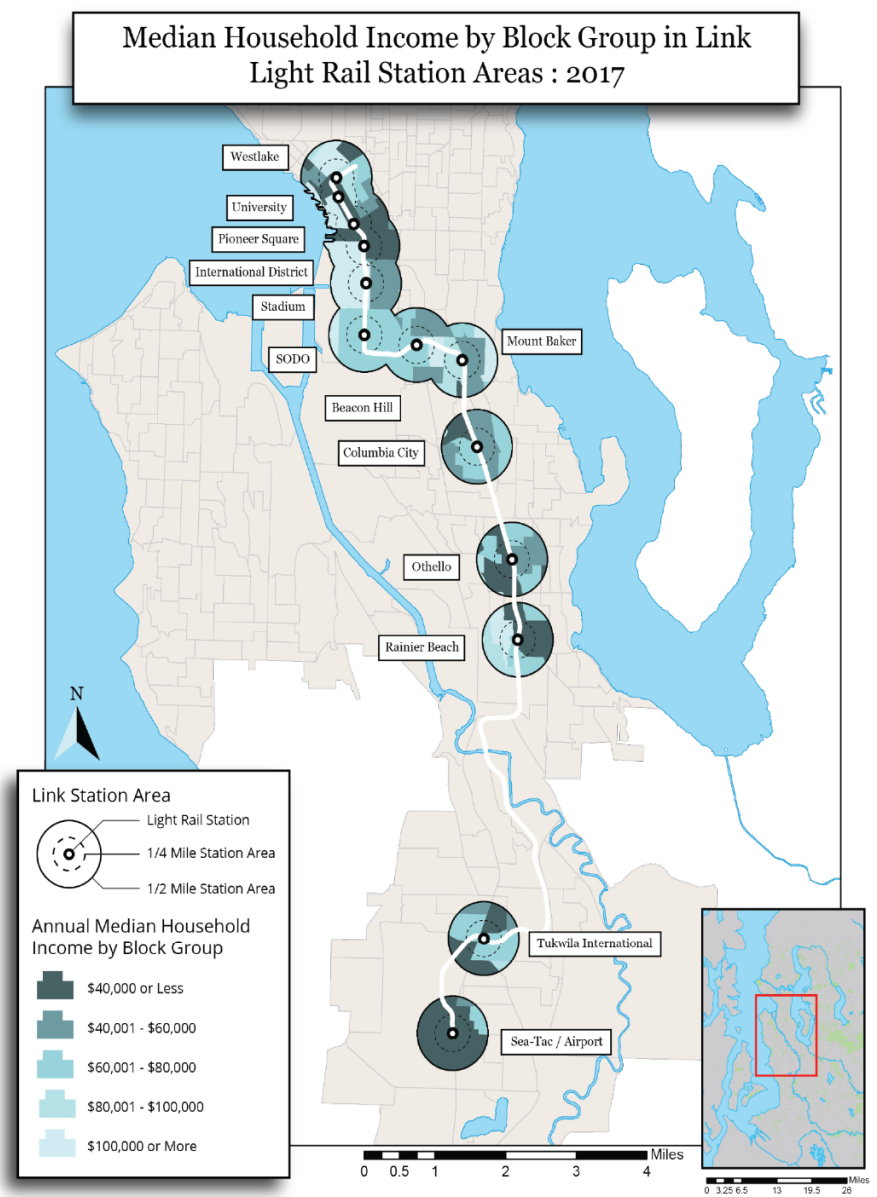 Median Household Income by Block Group in Link
Light Rail Station Areas : 2017
Westlake
University
Pioneer Square
International District
Stadium
SODO
Mount Baker
Beacon Hill
Columbia City
Othello
Rainier Beach
N
Link Station Area
Light Rail Station
1/4 Mile Station Area
1/2 Mile Station Area
Annual Median Household
Income by Block Group
$40,000 or Less
$40,001 - $60,000
$60,001 - $80,000
$80,001 - $100,000
$100,000 or More
Tukwila International
Sea-Tac / Airport
Miles
0 0.5 1 2 3 4
Miles
0 3.25 6.5 13 19.5 26